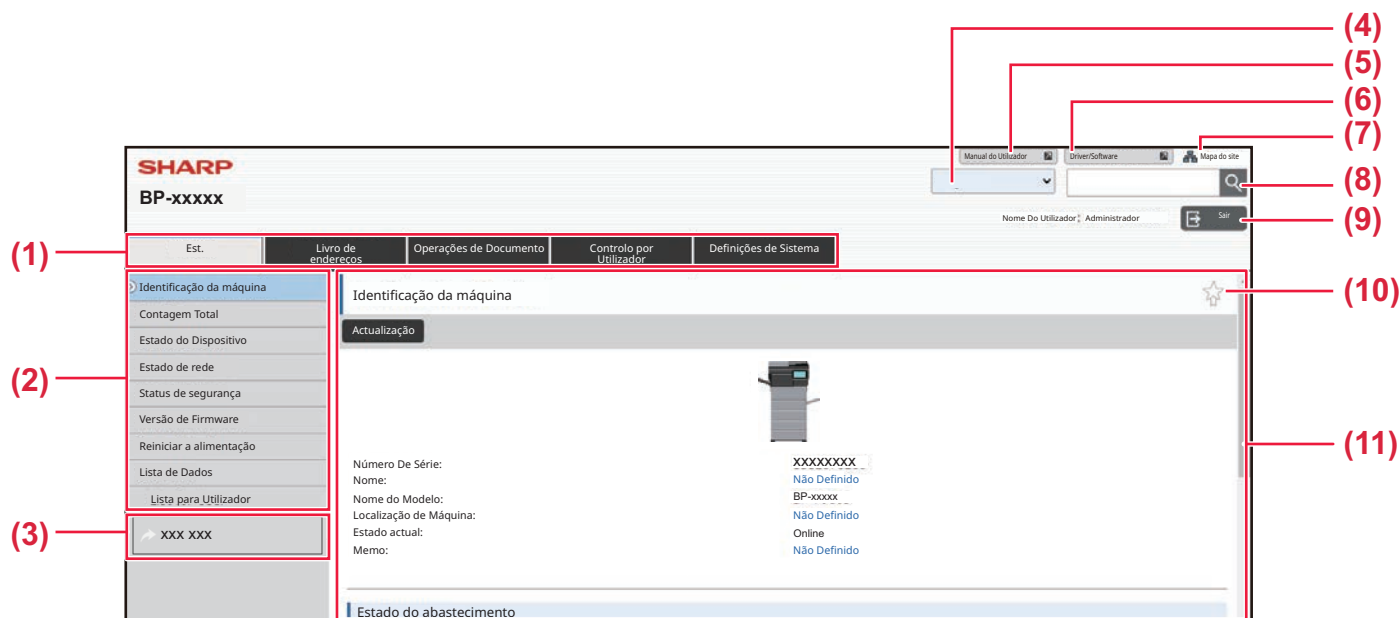 (4)
(5)
(6)
(7)
Manual do Utilizador Driver/Software Mapa do site
SHARP
BP-xxxxx
(8)
Nome Do Utilizador: Administrador Sair
(9)
(1)
Est. Livro de endereços Operações de Documento Controlo por Utilizador Definições de Sistema
Identificação da máquina
Contagem Total
Estado do Dispositivo
Estado de rede
(2)
Status de segurança
Versão de Firmware
Reiniciar a alimentação
Lista de Dados
Lista para Utilizador
(3)
XXX XXX
Identificação da máquina
(10)
Actualização
(11)
Número De Série: XXXXXXXX
Nome: Não Definido
Nome do Modelo: BP-xxxxx
Localização de Máquina: Não Definido
Estado actual: Online
Memo: Não Definido
Estado do abastecimento